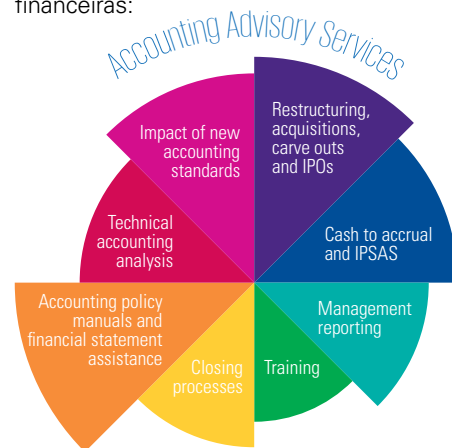 financeiras:
Accounting Advisory Services
Restructuring,
acquisitions,
carve outs
and IPOs
Cash to accrual
and IPSAS
Management
reporting
Training
Closing
processes
Accounting policy
manuals and
financial statement
assistance
Technical
accounting
analysis
Impact of new
accounting
standards